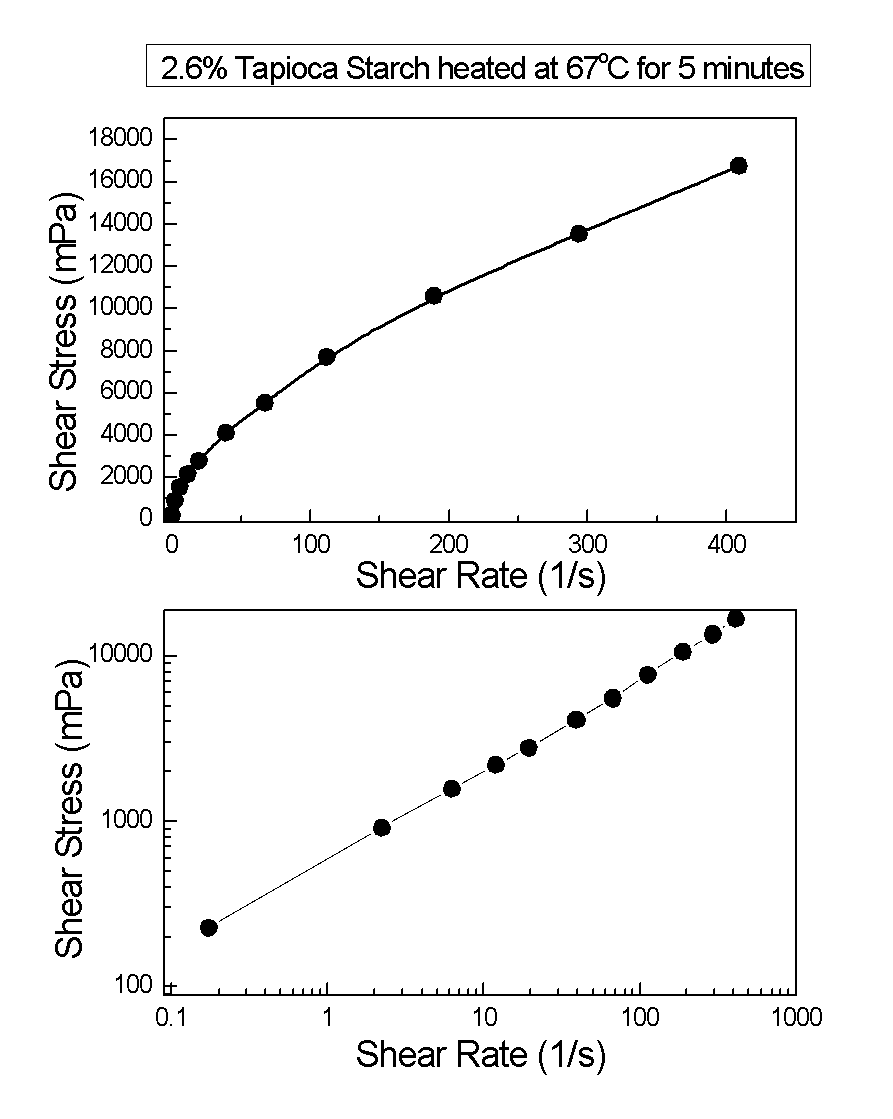 2.6% Tapioca Starch heated at 67°C for 5 minutes
Shear Stress (mPa)
18000
16000
14000
12000
10000
8000
6000
4000
2000
0
0 100 200 300 400
Shear Rate (1/s)
Shear Stress (mPa)
10000
1000
100
0.1 1 10 100 1000
Shear Rate (1/s)